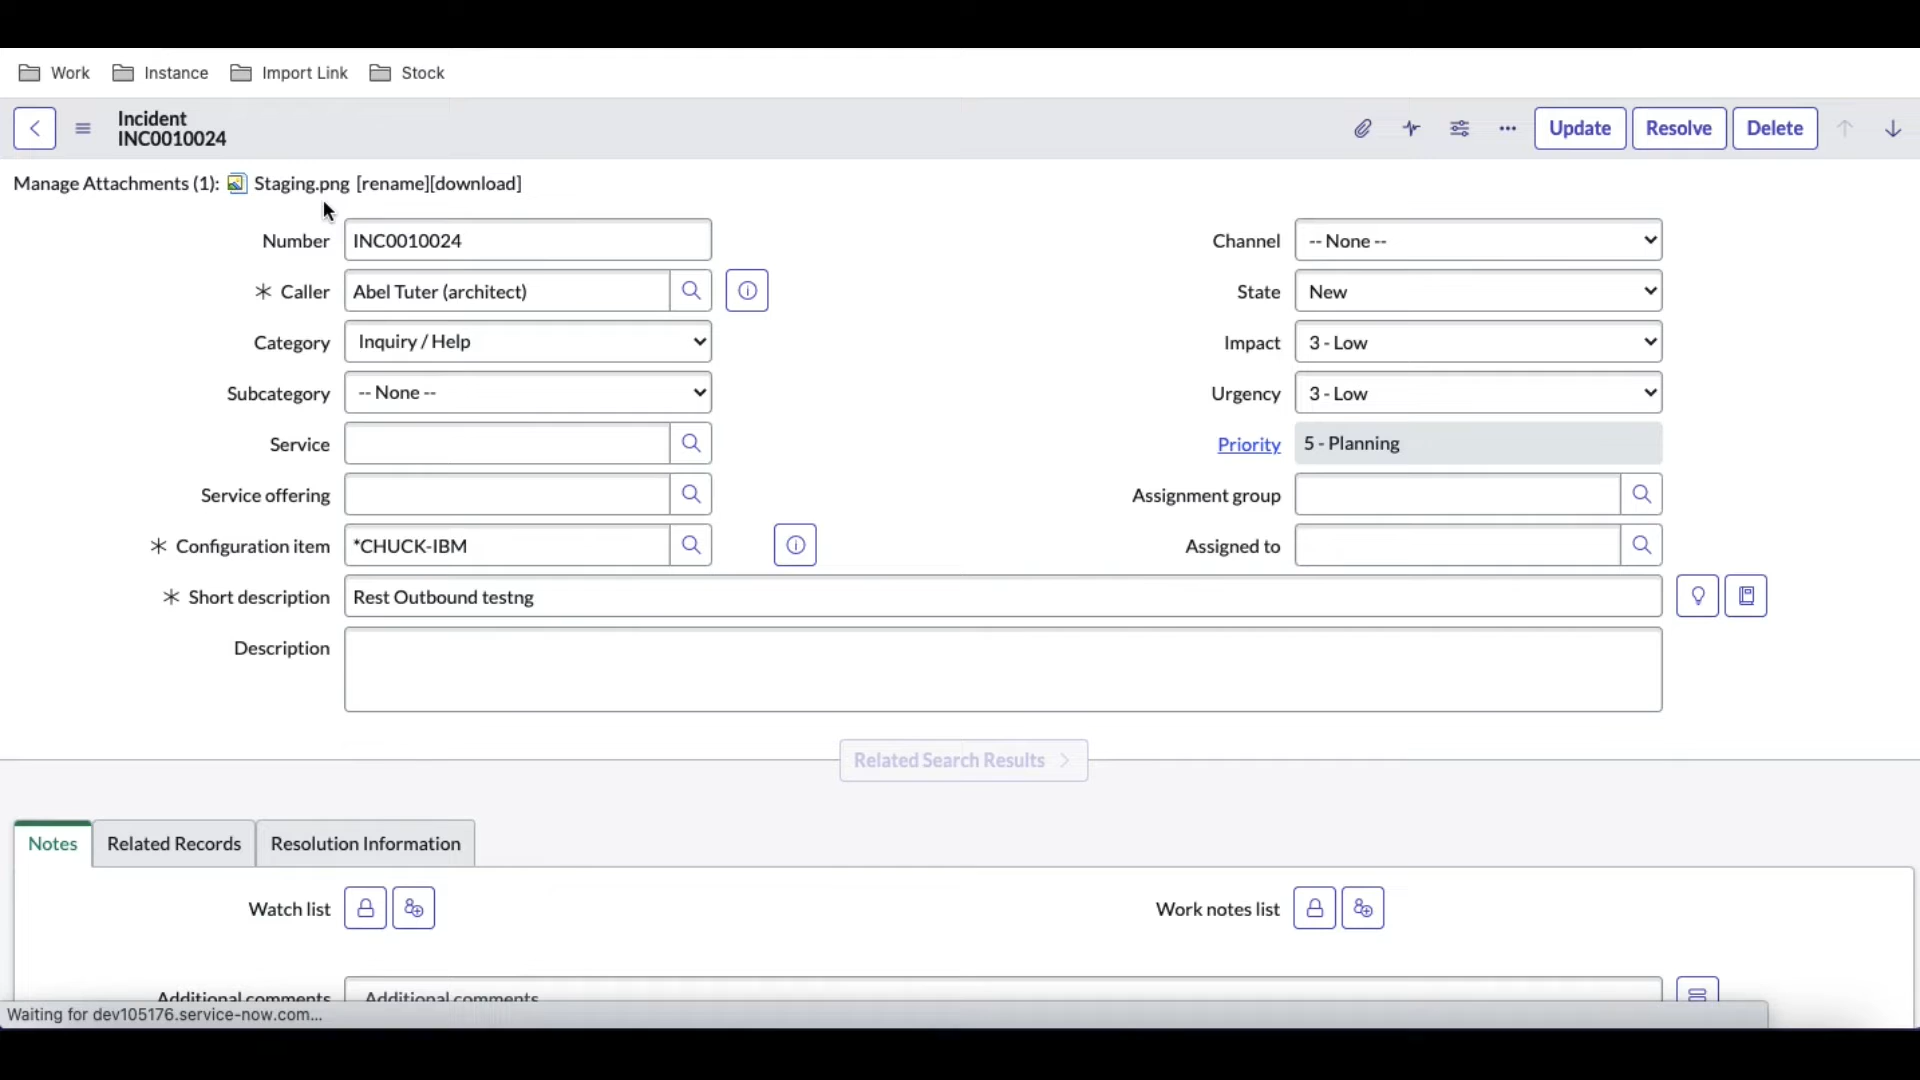 Work Instance Import Link Stock
Incident
INC0010024
Update Resolve Delete
Manage Attachments (1): Staging.png [rename][download]
Number INC0010024
Channel -- None --
✳ Caller Abel Tuter (architect)
State New
Category Inquiry / Help
Impact 3 - Low
Subcategory -- None --
Urgency 3 - Low
Service
Priority 5 - Planning
Service offering
Assignment group
✳ Configuration item *CHUCK-IBM
Assigned to
✳ Short description Rest Outbound testng
Description
Related Search Results
Notes Related Records Resolution Information
Watch list
Work notes list
Additional comments Additional comments
Waiting for dev105176.service-now.com...